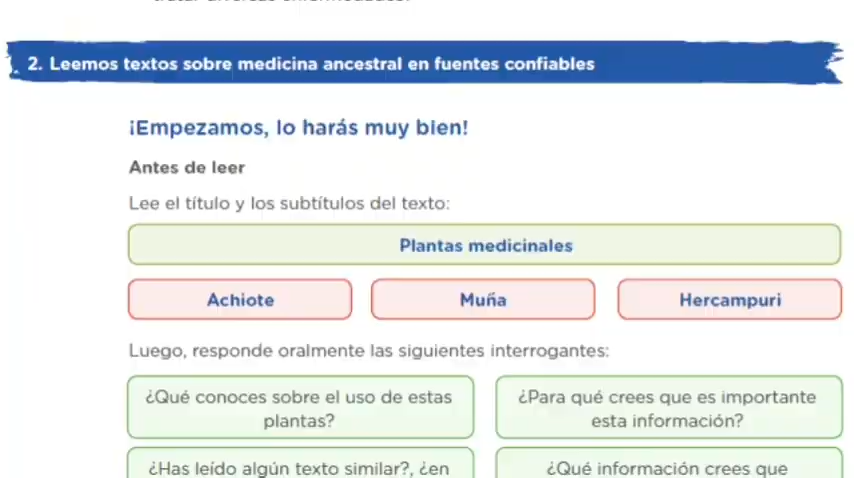 2. Leemos textos sobre medicina ancestral en fuentes confiables
¡Empezamos, lo harás muy bien!
Antes de leer
Lee el título y los subtítulos del texto:
Plantas medicinales
Achiote
Muña
Hercampuri
Luego, responde oralmente las siguientes interrogantes:
¿Qué conoces sobre el uso de estas
plantas?
¿Para qué crees que es importante
esta información?
¿Has leído algún texto similar?, ¿en
¿Qué información crees que